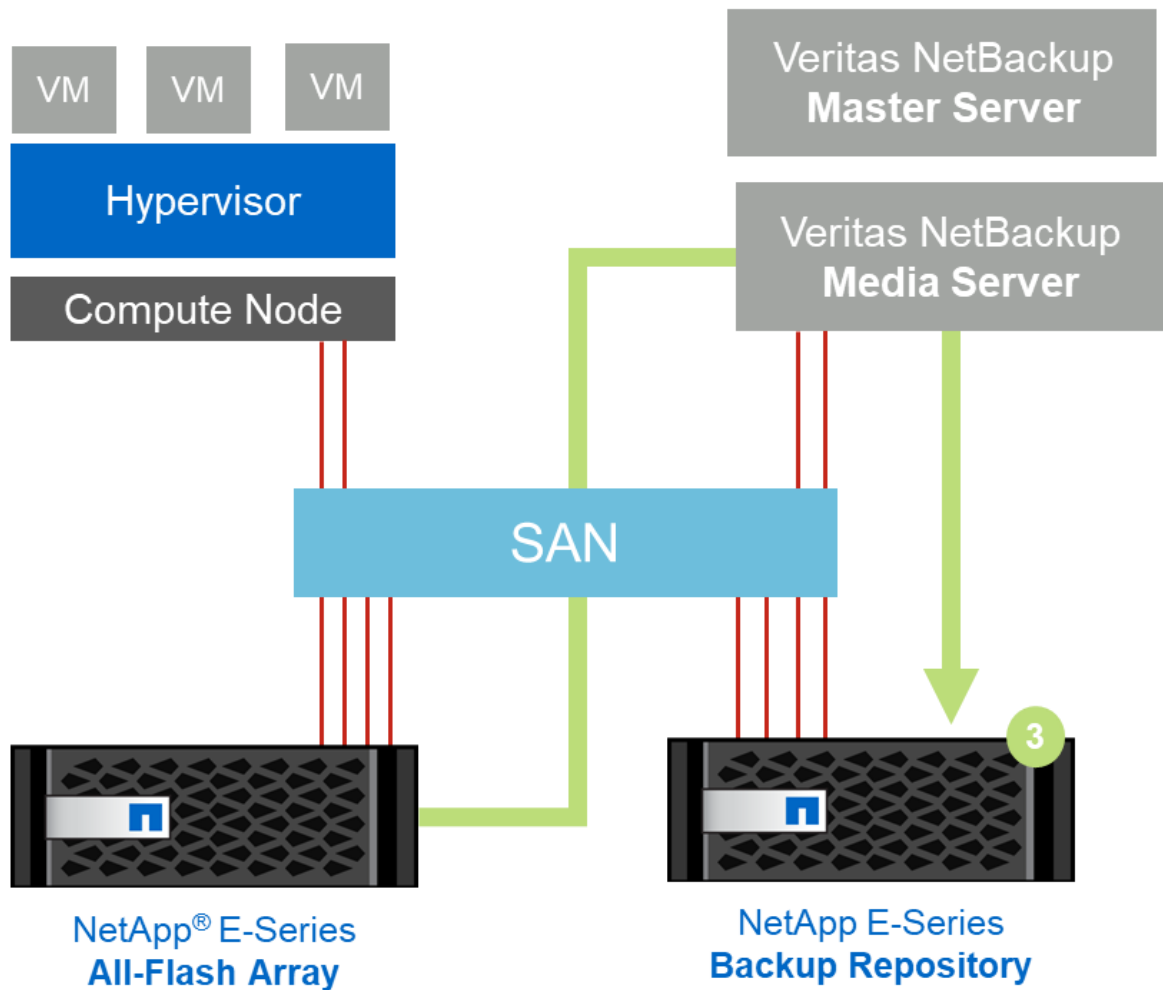 VM
VM
VM
Hypervisor
Compute Node
Veritas NetBackup
Master Server
Veritas NetBackup
Media Server
SAN
3
NetApp® E-Series
All-Flash Array
NetApp E-Series
Backup Repository